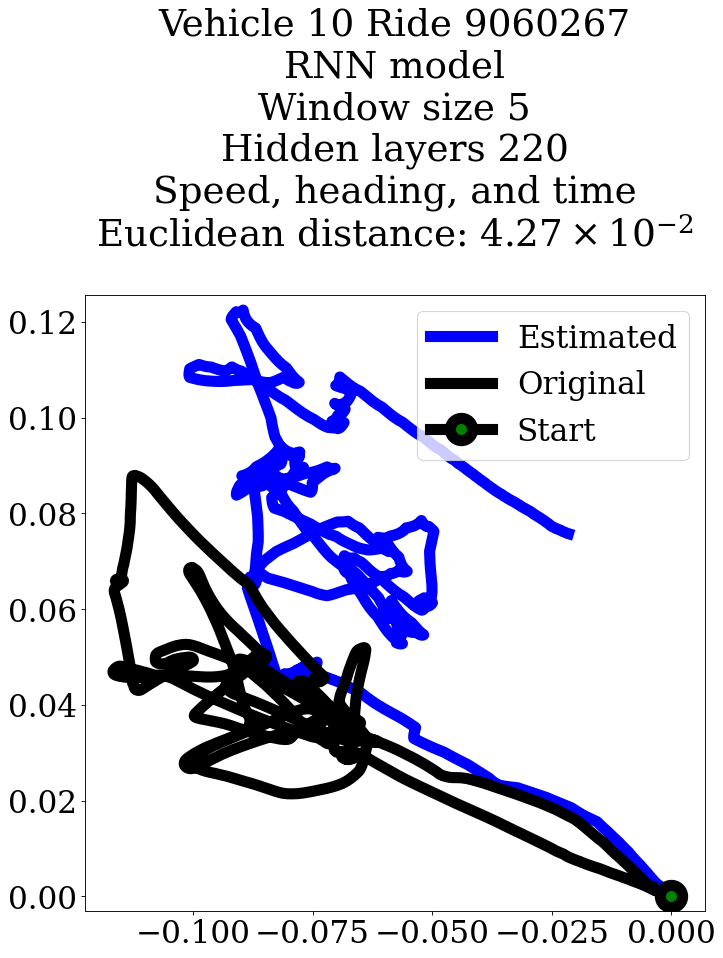 Vehicle 10 Ride 9060267
RNN model
Window size 5
Hidden layers 220
Speed, heading, and time
Euclidean distance: 4.27 × 10⁻²
Estimated
Original
Start
0.12
0.10
0.08
0.06
0.04
0.02
0.00
−0.100 −0.075 −0.050 −0.025 0.000